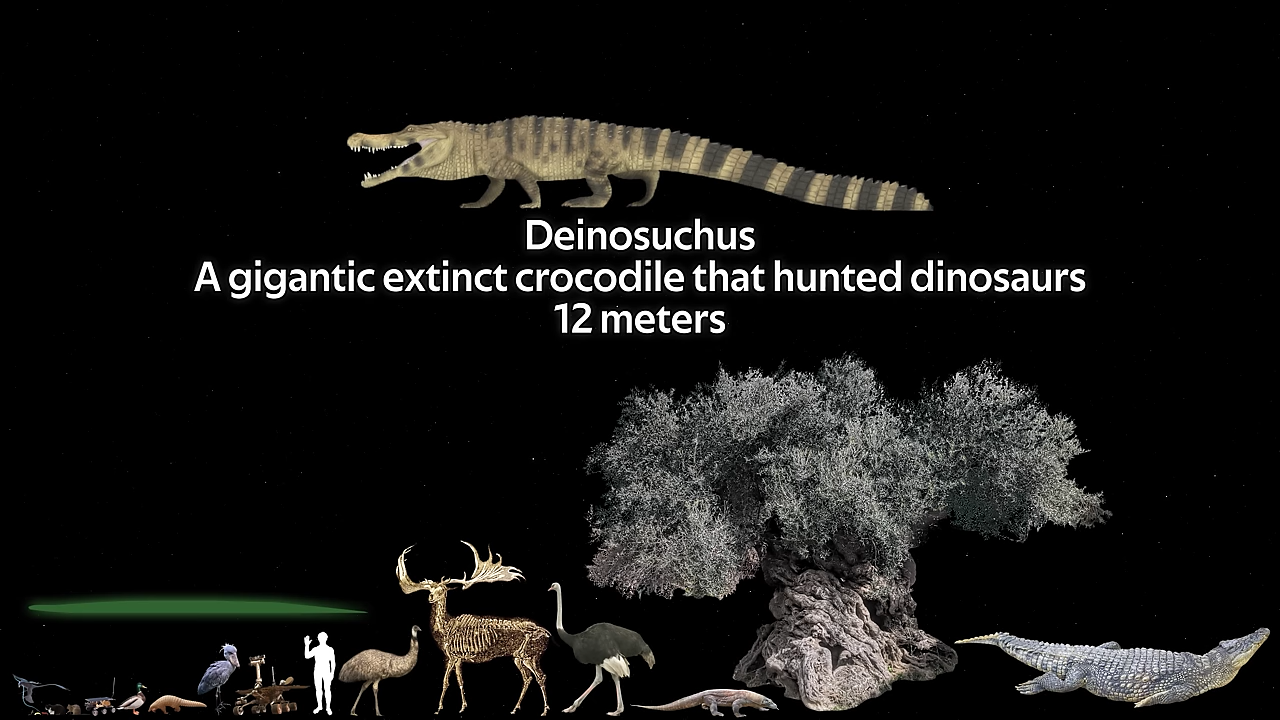 Deinosuchus
A gigantic extinct crocodile that hunted dinosaurs
12 meters